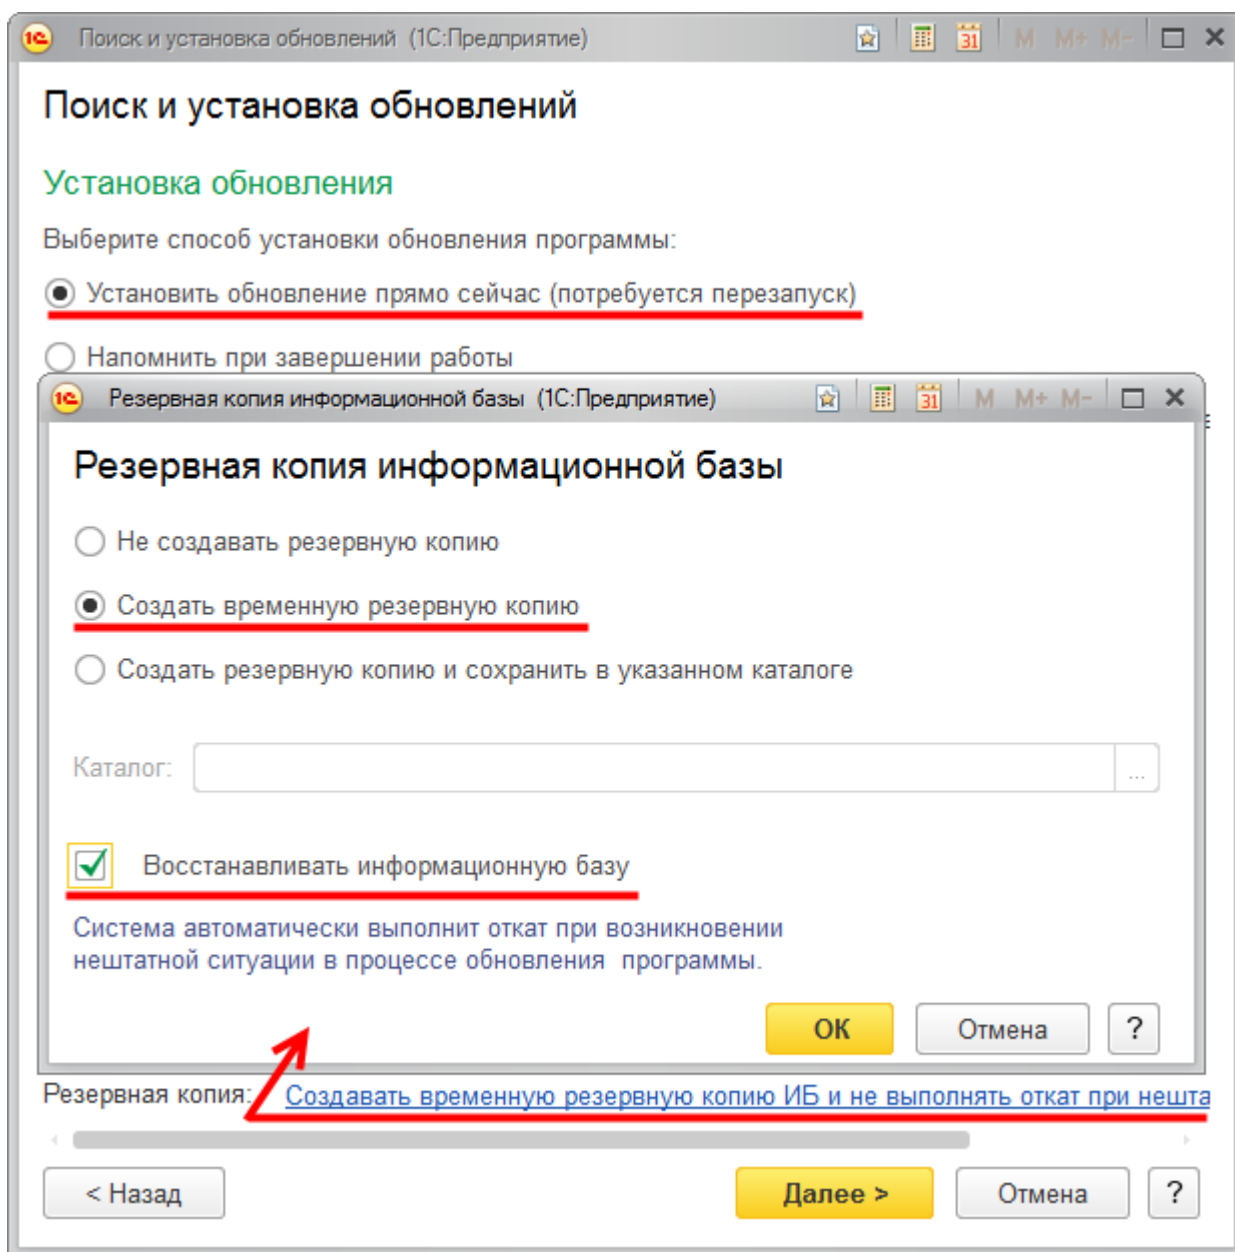 Поиск и установка обновлений (1С:Предприятие)
31 M M+ M-
Поиск и установка обновлений
Установка обновления
Выберите способ установки обновления программы:
Установить обновление прямо сейчас (потребуется перезапуск)
Напомнить при завершении работы
Резервная копия информационной базы (1С:Предприятие)
31 M M+ M-
Резервная копия информационной базы
Не создавать резервную копию
Создать временную резервную копию
Создать резервную копию и сохранить в указанном каталоге
Каталог: ...
Восстанавливать информационную базу
Система автоматически выполнит откат при возникновении
нештатной ситуации в процессе обновления программы.
ОК Отмена ?
Резервная копия: Создавать временную резервную копию ИБ и не выполнять откат при нешта
< Назад Далее > Отмена ?